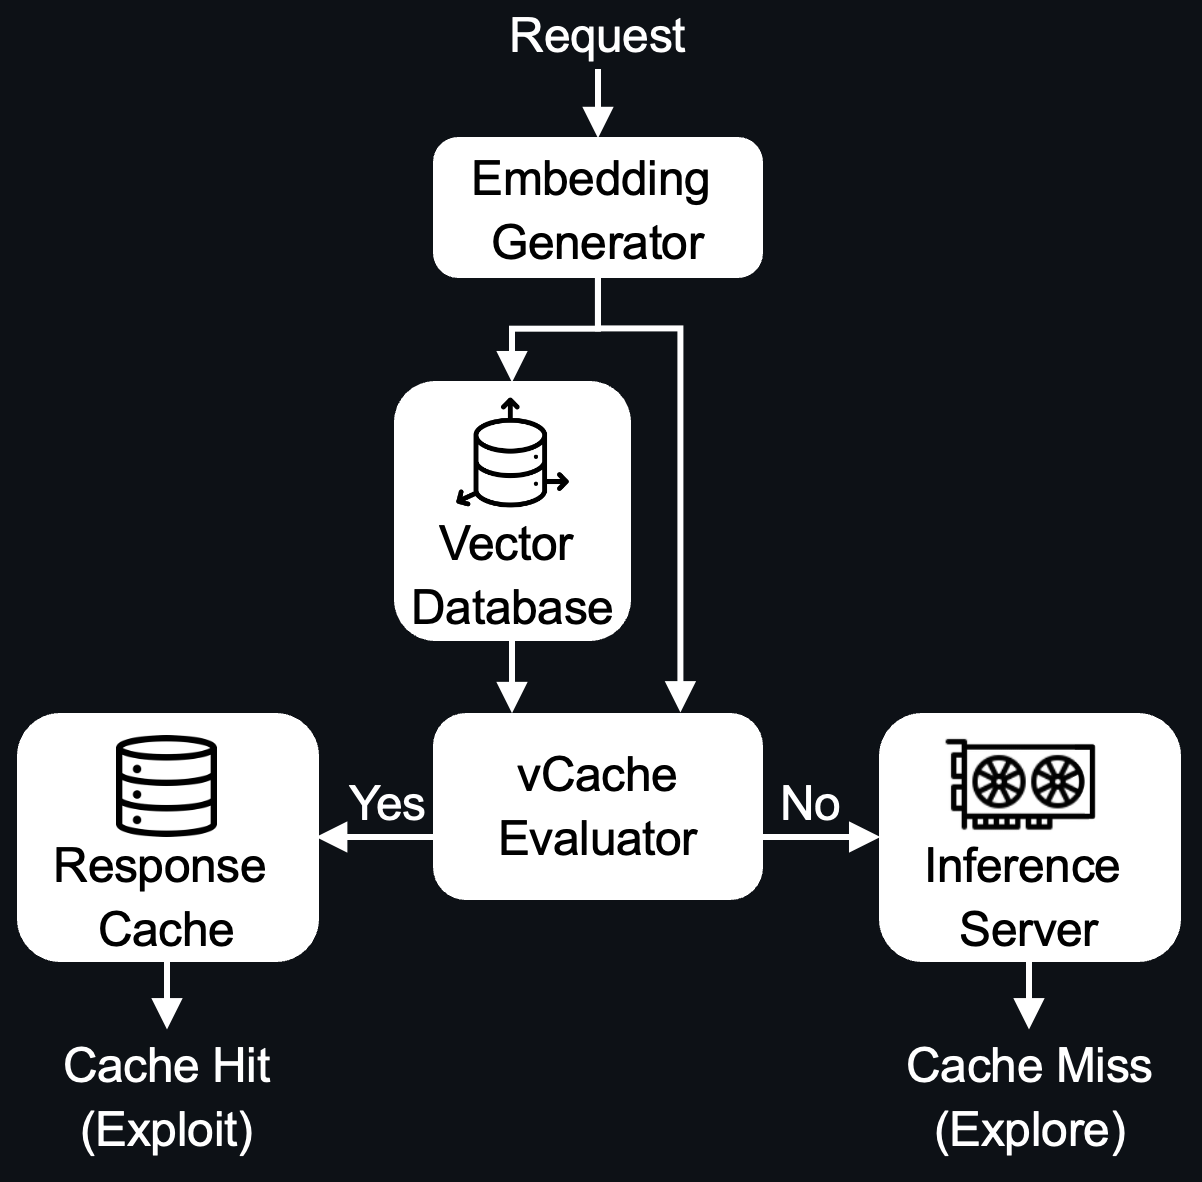 Request
Embedding
Generator
Vector
Database
vCache
Evaluator
Yes
No
Response
Cache
Inference
Server
Cache Hit
(Exploit)
Cache Miss
(Explore)